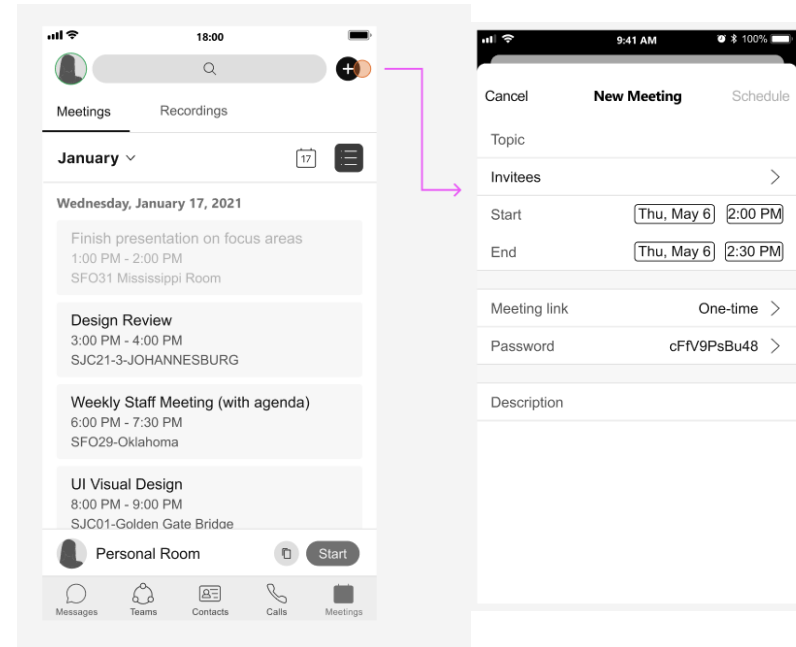 18:00
Meetings
Recordings
January
17
Wednesday, January 17, 2021
Finish presentation on focus areas
1:00 PM - 2:00 PM
SFO31 Mississippi Room
Design Review
3:00 PM - 4:00 PM
SJC21-3-JOHANNESBURG
Weekly Staff Meeting (with agenda)
6:00 PM - 7:30 PM
SFO29-Oklahoma
UI Visual Design
8:00 PM - 9:00 PM
SJC01-Golden Gate Bridge
Personal Room
Start
Messages
Teams
Contacts
Calls
Meetings
9:41 AM
100%
Cancel
New Meeting
Schedule
Topic
Invitees
Start Thu, May 6 2:00 PM
End Thu, May 6 2:30 PM
Meeting link One-time
Password cFfV9PsBu48
Description